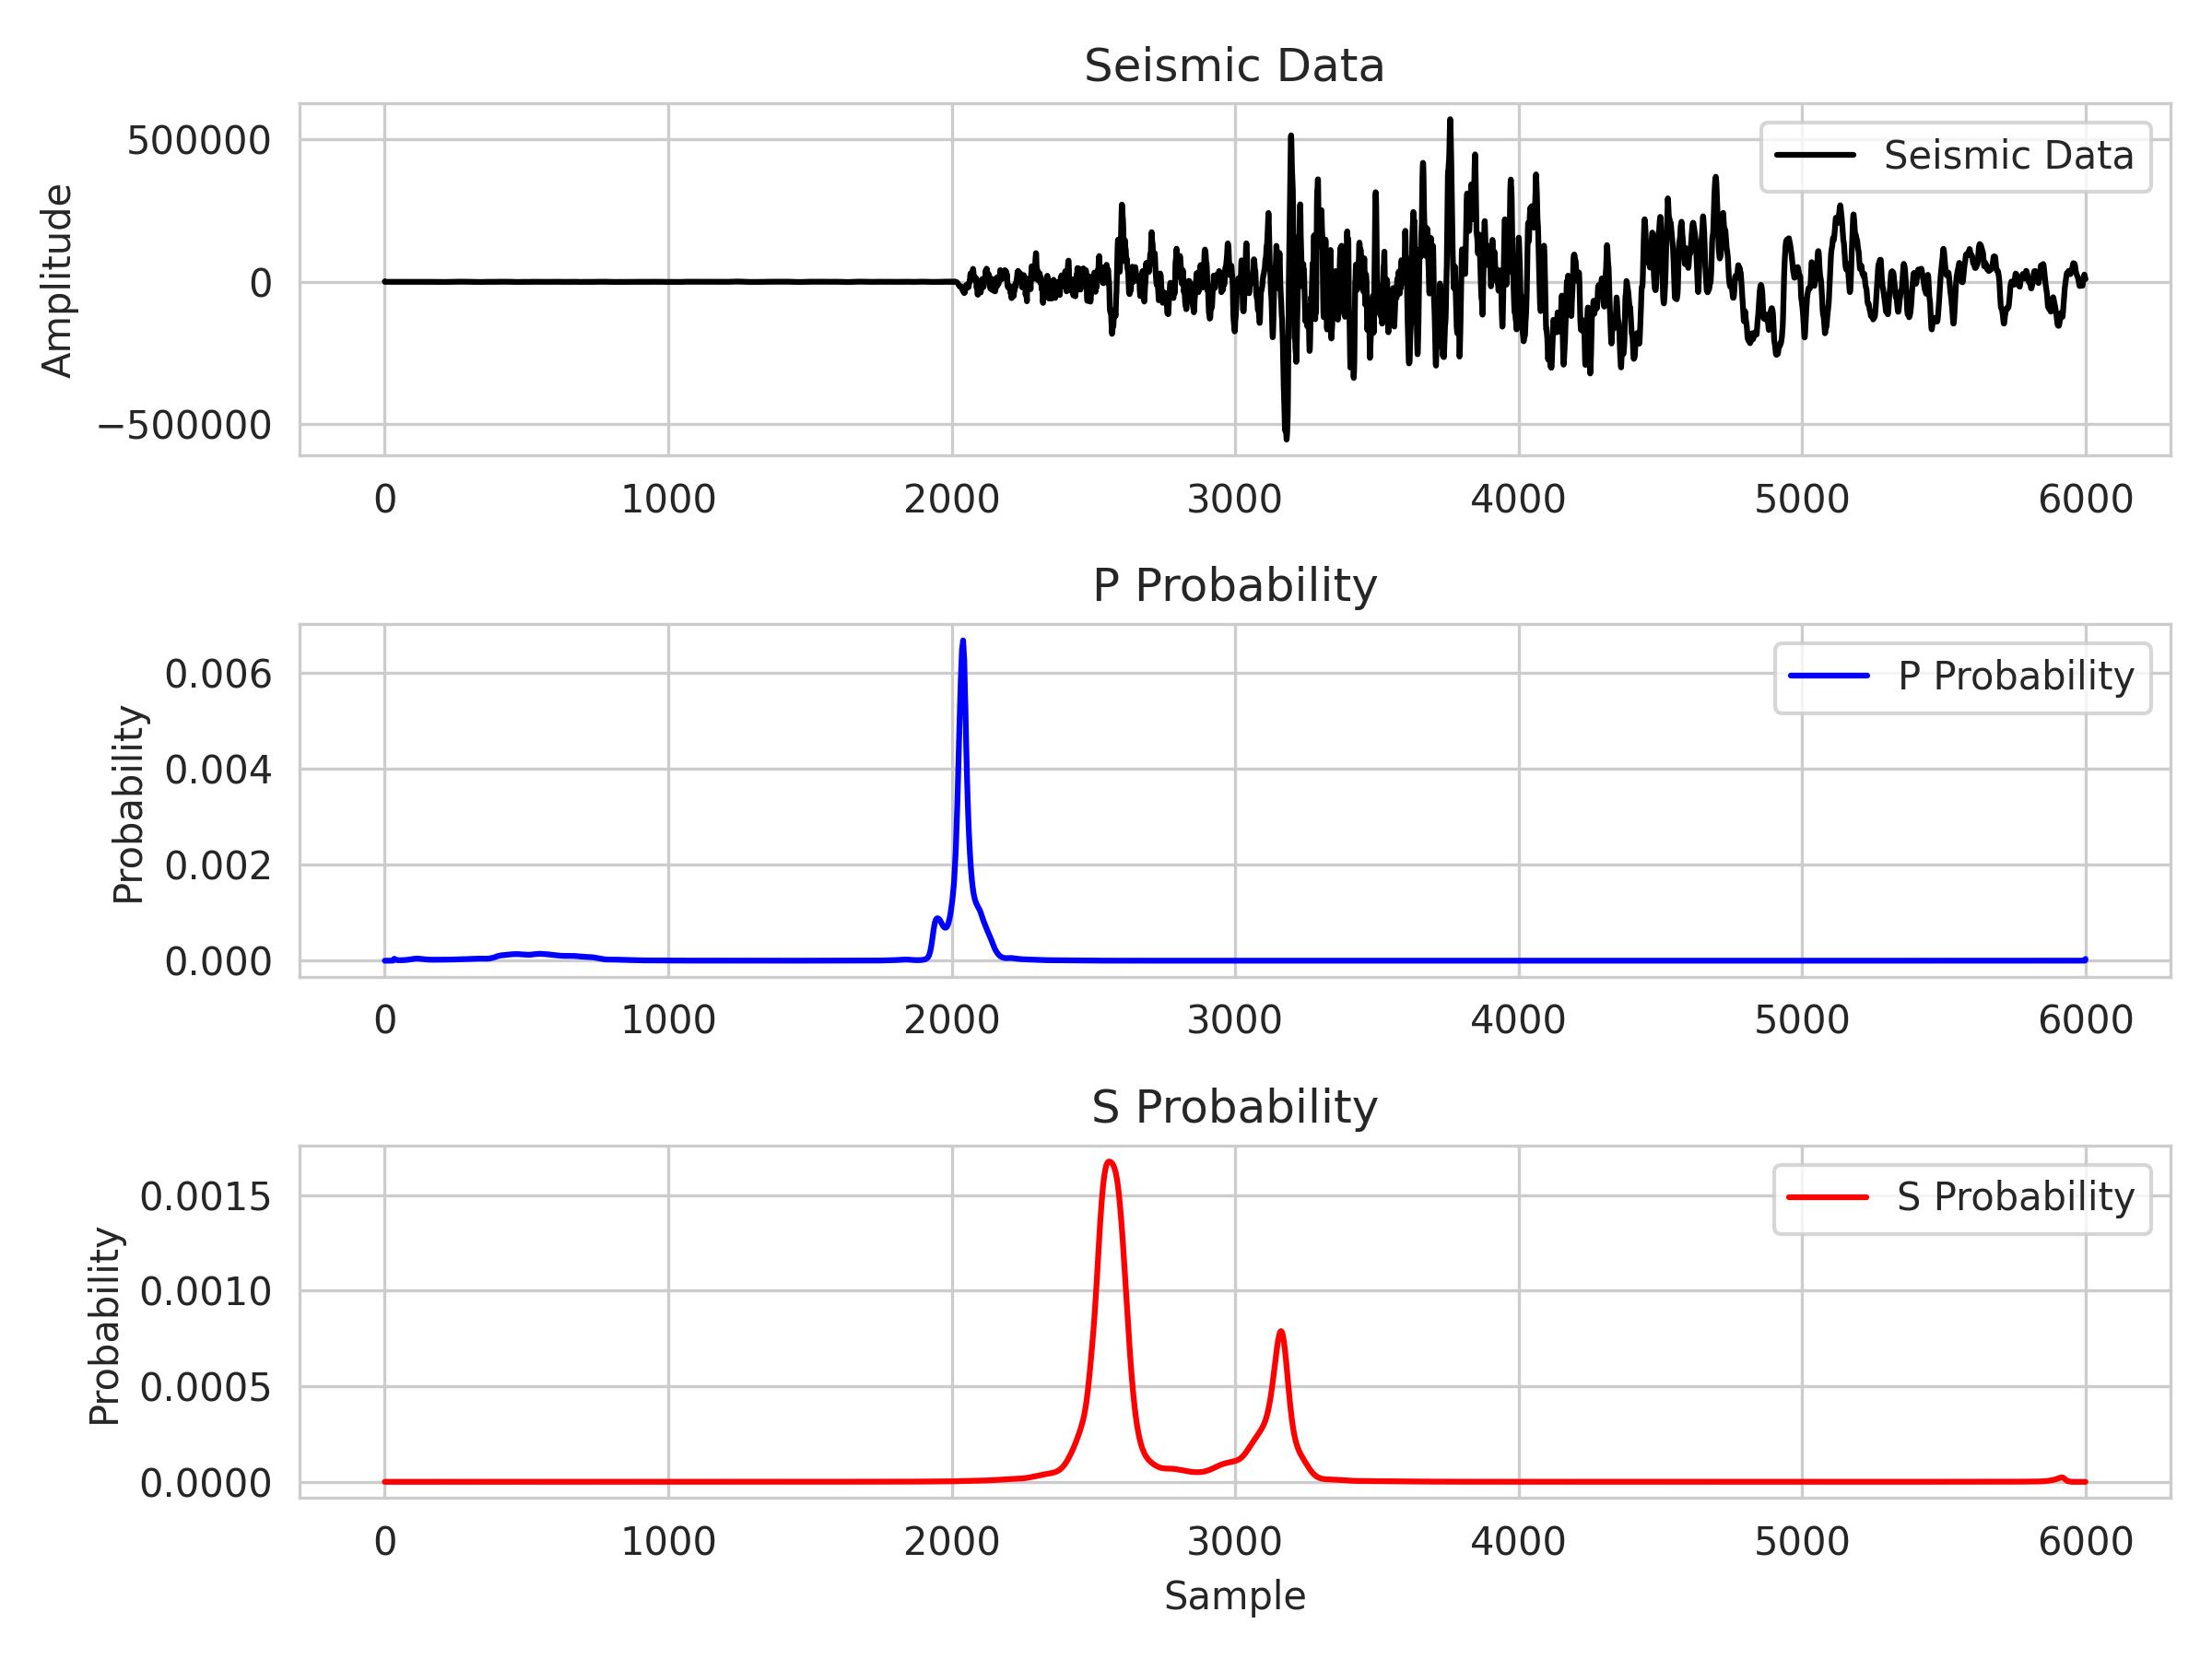 Seismic Data
Amplitude
500000
0
−500000
Seismic Data
0 1000 2000 3000 4000 5000 6000
P Probability
Probability
0.006
0.004
0.002
0.000
P Probability
0 1000 2000 3000 4000 5000 6000
S Probability
Probability
0.0015
0.0010
0.0005
0.0000
S Probability
0 1000 2000 3000 4000 5000 6000
Sample